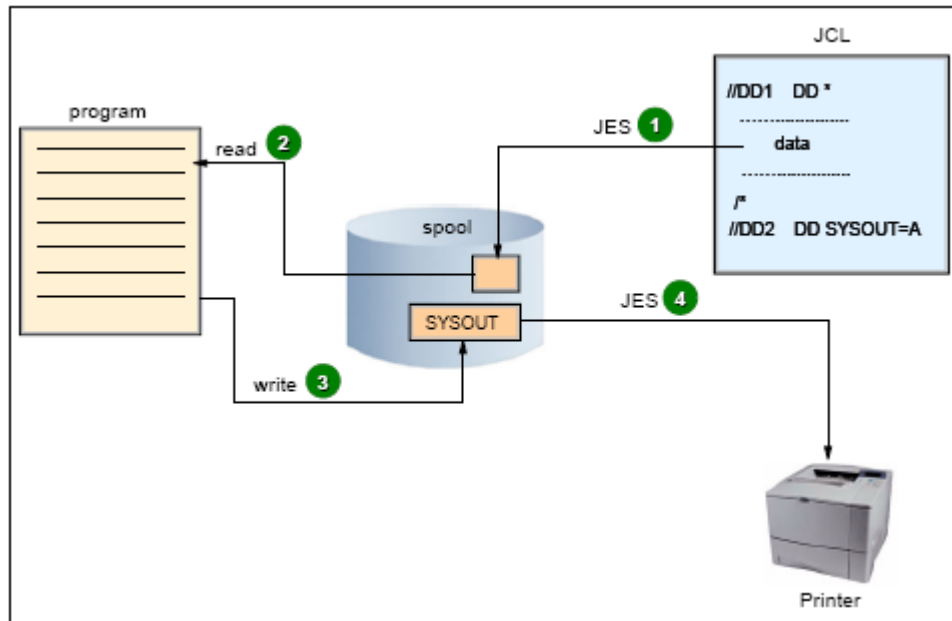 JCL
//DD1 DD *
data
/*
//DD2 DD SYSOUT=A
program
JES 1
read 2
spool
SYSOUT
JES 4
write 3
Printer